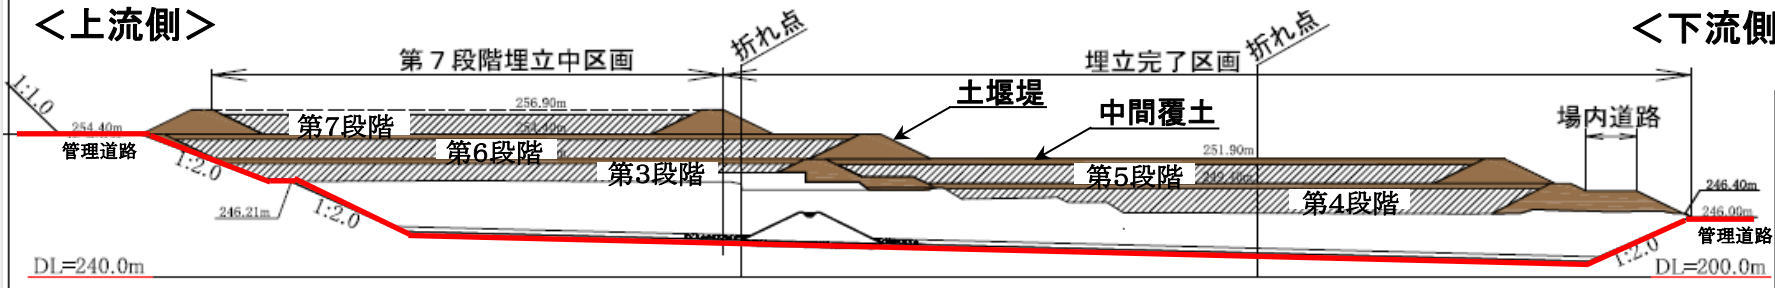 ＜上流側＞
＜下流側
折れ点
折れ点
第７段階埋立中区画
埋立完了区画
1:1.0
土堰堤
中間覆土
場内道路
256.90m
254.40m
第7段階
管理道路
第6段階
251.90m
1:2.0
第3段階
第5段階
246.40m
第4段階
246.21m
1:2.0
246.00m
管理道路
1:2.0
DL=240.0m
DL=200.0m